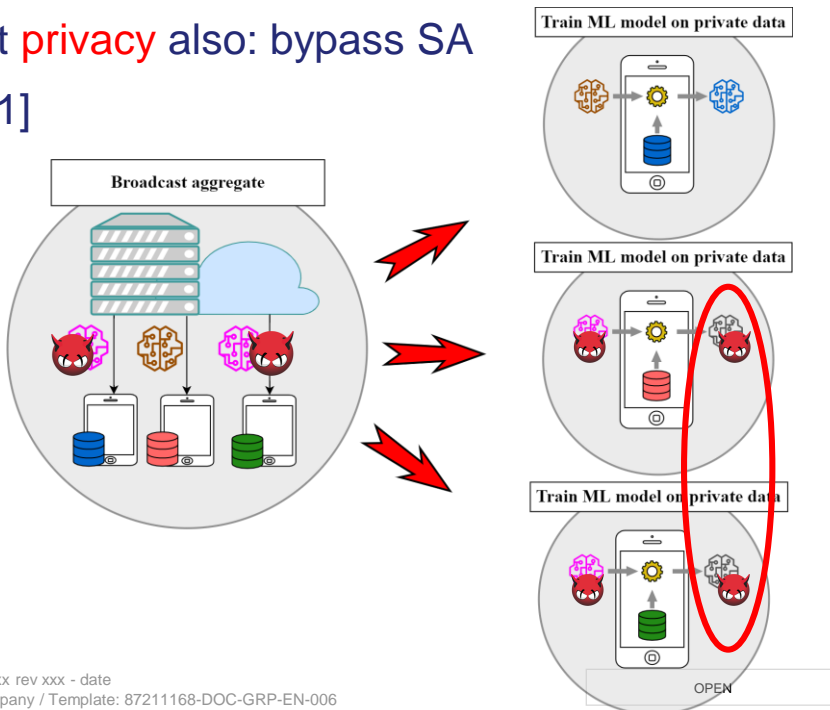 t privacy also: bypass SA
1]
Broadcast aggregate
Train ML model on private data
Train ML model on private data
Train ML model on private data
x rev xxx - date
pany / Template: 87211168-DOC-GRP-EN-006
OPEN